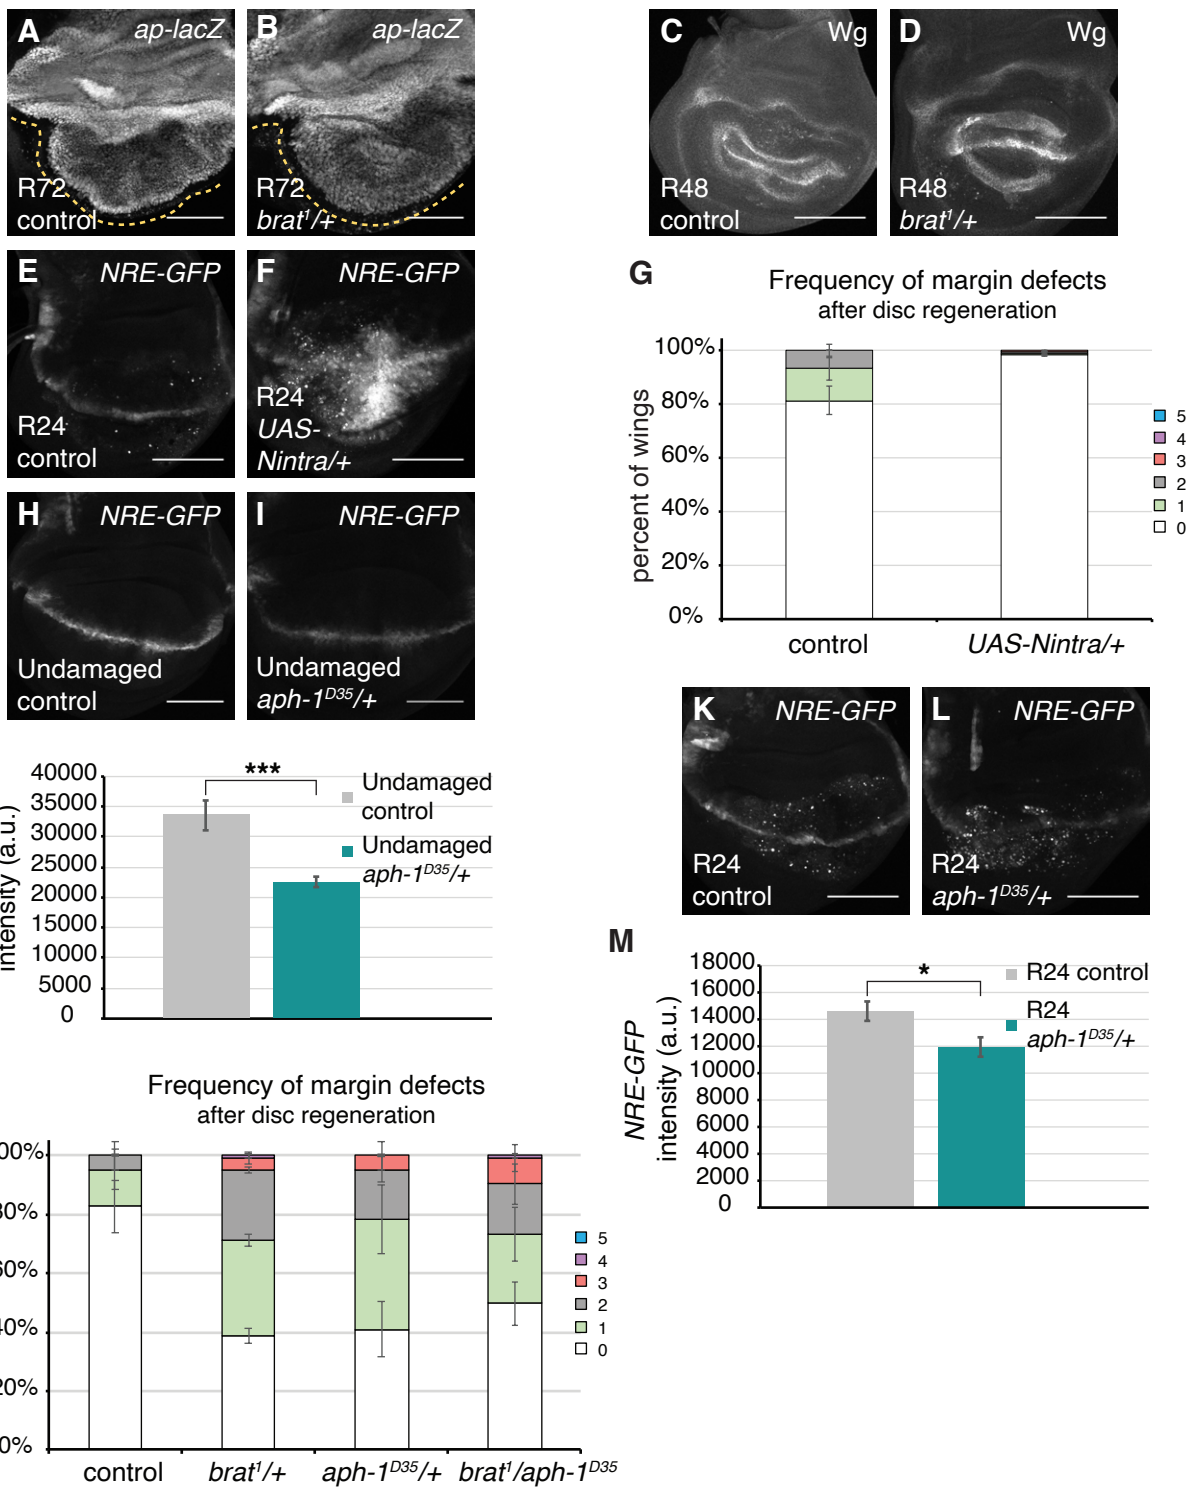 A
ap-lacZ
R72
control
B
ap-lacZ
R72
brat¹/+
C
Wg
R48
control
D
Wg
R48
brat¹/+
E
NRE-GFP
R24
control
F
NRE-GFP
R24
UAS-
Nintra/+
G
Frequency of margin defects
after disc regeneration
100%
80%
60%
40%
20%
0%
percent of wings
control
UAS-Nintra/+
5
4
3
2
1
0
H
NRE-GFP
Undamaged
control
I
NRE-GFP
Undamaged
aph-1ᴰ³⁵/+
40000
35000
30000
25000
20000
15000
10000
5000
0
intensity (a.u.)
***
Undamaged
control
Undamaged
aph-1ᴰ³⁵/+
K
NRE-GFP
R24
control
L
NRE-GFP
R24
aph-1ᴰ³⁵/+
M
NRE-GFP
intensity (a.u.)
18000
16000
14000
12000
10000
8000
6000
4000
2000
0
*
R24 control
R24
aph-1ᴰ³⁵/+
Frequency of margin defects
after disc regeneration
00%
80%
60%
40%
20%
0%
control
brat¹/+
aph-1ᴰ³⁵/+
brat¹/aph-1ᴰ³⁵
5
4
3
2
1
0